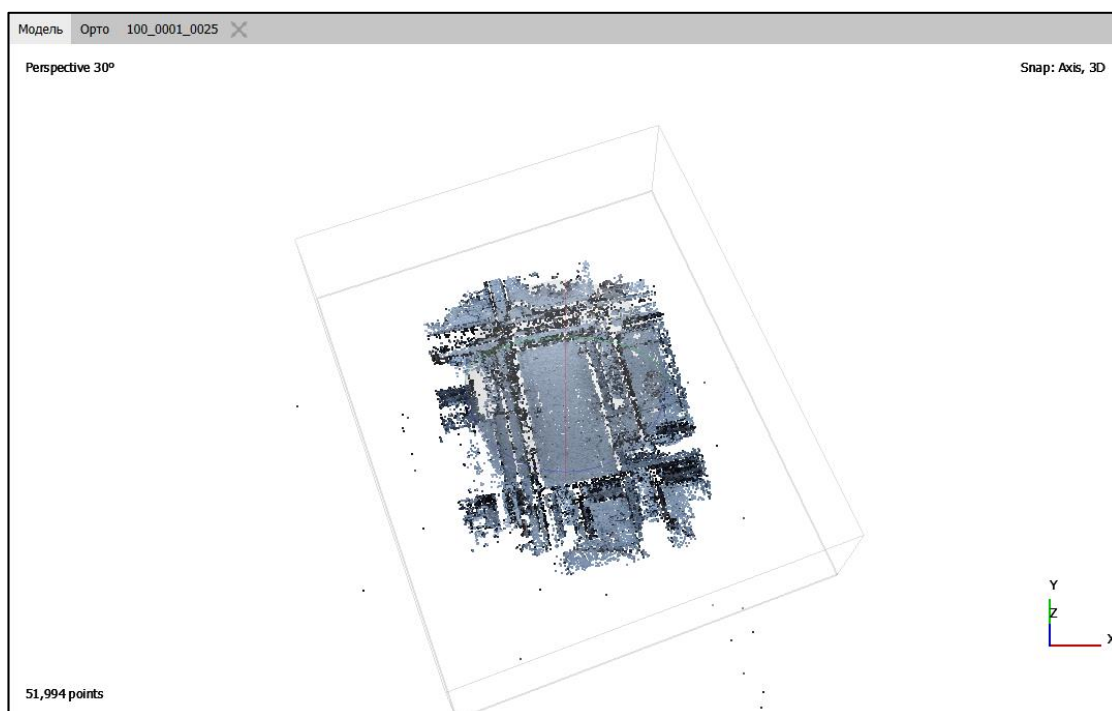 Модель Орто 100_0001_0025
Perspective 30º
Snap: Axis, 3D
Y
Z
X
51,994 points